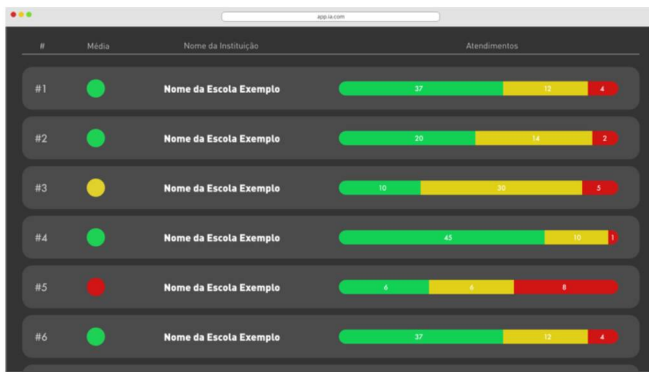 app.ia.com
# Média Nome da Instituição Atendimentos
#1 Nome da Escola Exemplo 37 12 4
#2 Nome da Escola Exemplo 20 14 2
#3 Nome da Escola Exemplo 10 30 5
#4 Nome da Escola Exemplo 45 10 1
#5 Nome da Escola Exemplo 6 6 8
#6 Nome da Escola Exemplo 37 12 4